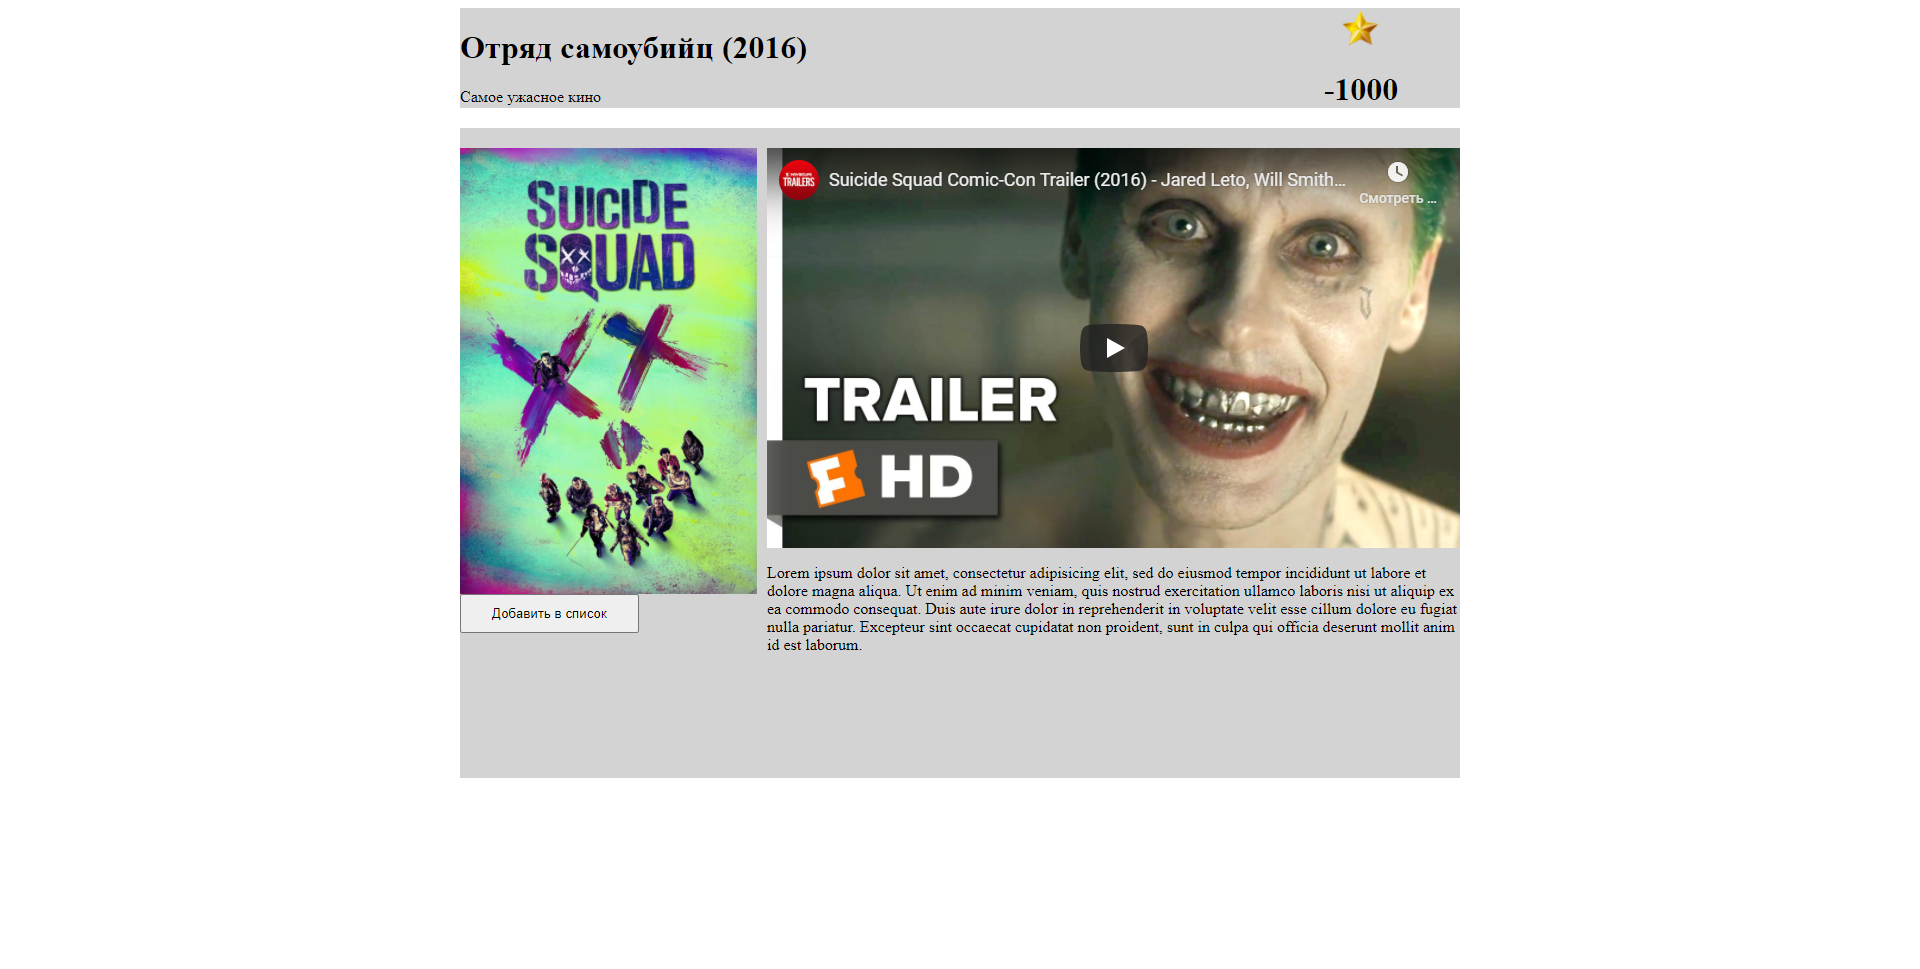 Отряд самоубийц (2016)
Самое ужасное кино
-1000
SUICIDE
SQUAD
Добавить в список
TRAILERS
Suicide Squad Comic-Con Trailer (2016) - Jared Leto, Will Smith...
Смотреть ...
TRAILER
F HD
Lorem ipsum dolor sit amet, consectetur adipisicing elit, sed do eiusmod tempor incididunt ut labore et
dolore magna aliqua. Ut enim ad minim veniam, quis nostrud exercitation ullamco laboris nisi ut aliquip ex
ea commodo consequat. Duis aute irure dolor in reprehenderit in voluptate velit esse cillum dolore eu fugiat
nulla pariatur. Excepteur sint occaecat cupidatat non proident, sunt in culpa qui officia deserunt mollit anim
id est laborum.